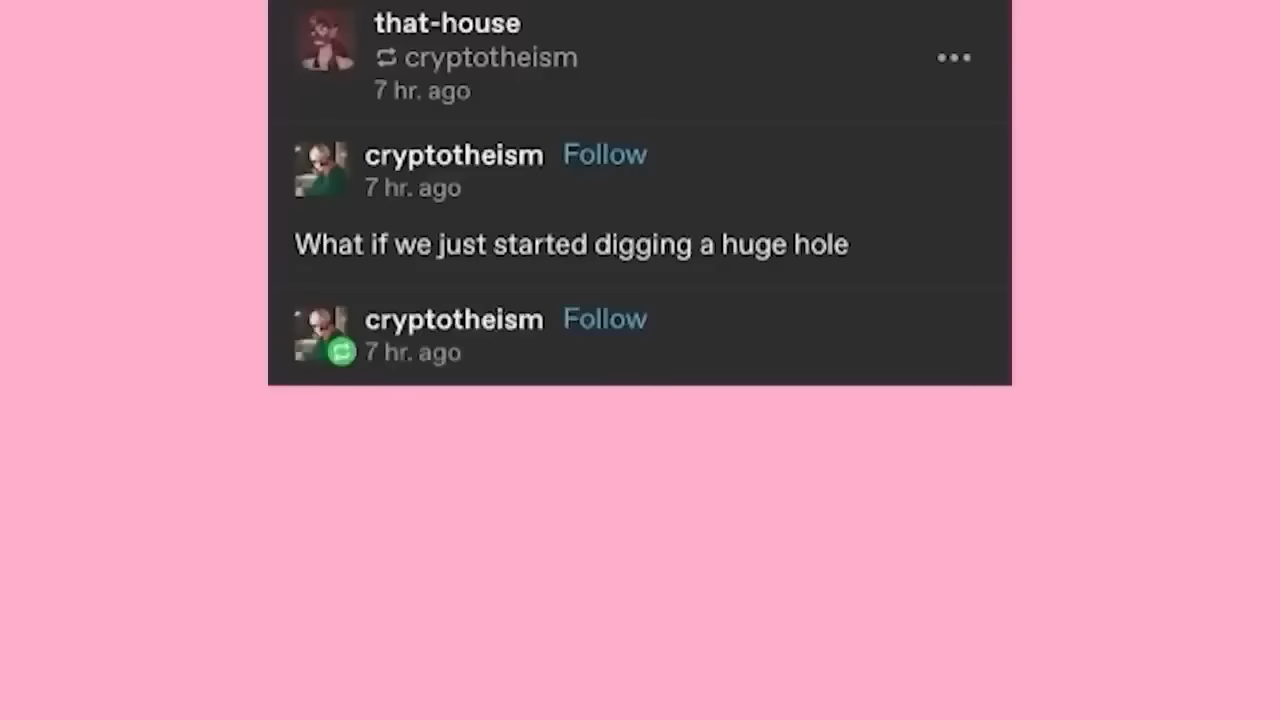 that-house
cryptotheism
7 hr. ago
cryptotheism Follow
7 hr. ago
What if we just started digging a huge hole
cryptotheism Follow
7 hr. ago